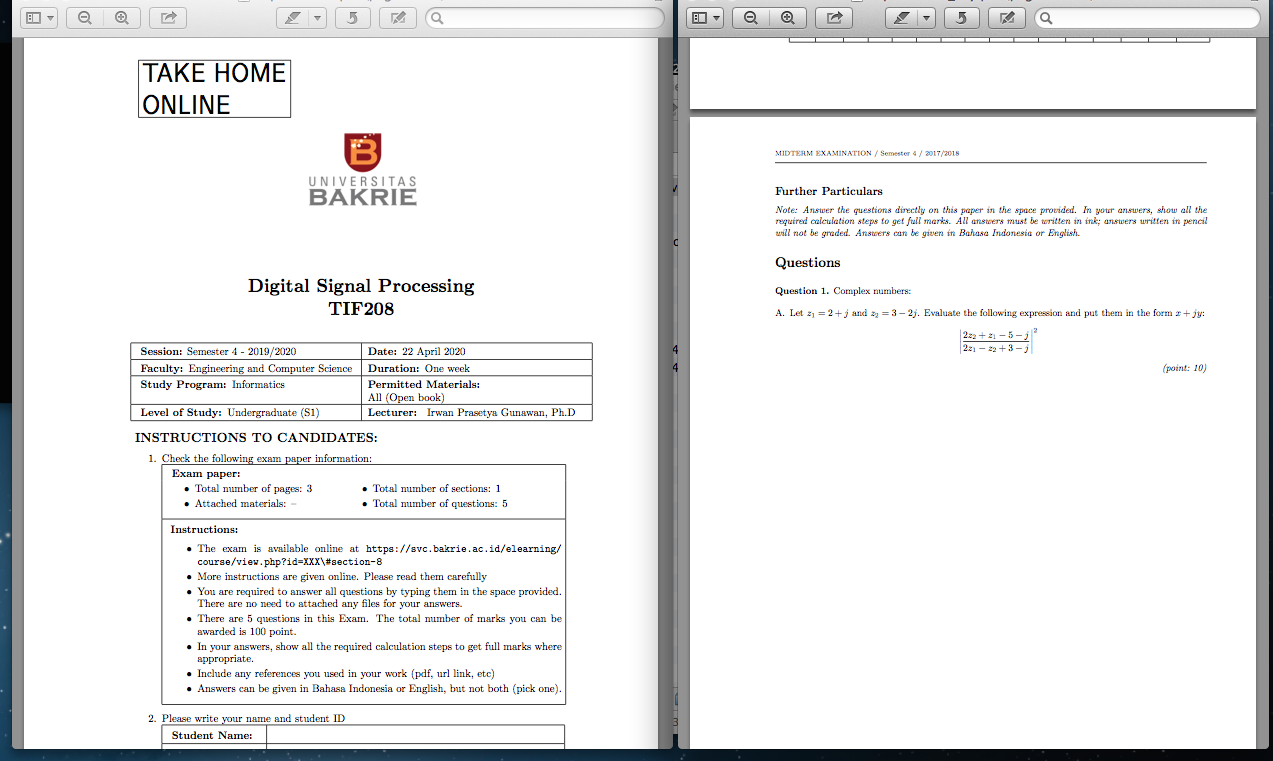 TAKE HOME
ONLINE
UNIVERSITAS
BAKRIE
Digital Signal Processing
TIF208
Session: Semester 4 - 2019/2020
Date: 22 April 2020
Faculty: Engineering and Computer Science
Duration: One week
Study Program: Informatics
Permitted Materials:
All (Open book)
Level of Study: Undergraduate (S1)
Lecturer: Irwan Prasetya Gunawan, Ph.D
INSTRUCTIONS TO CANDIDATES:
1. Check the following exam paper information:
Exam paper:
• Total number of pages: 3
• Total number of sections: 1
• Attached materials: –
• Total number of questions: 5
Instructions:
• The exam is available online at https://svc.bakrie.ac.id/elearning/
course/view.php?id=XXX\#section-8
• More instructions are given online. Please read them carefully
• You are required to answer all questions by typing them in the space provided.
There are no need to attached any files for your answers.
• There are 5 questions in this Exam. The total number of marks you can be
awarded is 100 point.
• In your answers, show all the required calculation steps to get full marks where
appropriate.
• Include any references you used in your work (pdf, url link, etc)
• Answers can be given in Bahasa Indonesia or English, but not both (pick one).
2. Please write your name and student ID
Student Name:
MIDTERM EXAMINATION / Semester 4 / 2017/2018
Further Particulars
Note: Answer the questions directly on this paper in the space provided. In your answers, show all the
required calculation steps to get full marks. All answers must be written in ink; answers written in pencil
will not be graded. Answers can be given in Bahasa Indonesia or English.
Questions
Question 1. Complex numbers:
A. Let z₁ = 2 + j and z₂ = 3 − 2j. Evaluate the following expression and put them in the form x + jy:
|2z₂ + z₁ − 5 − j|²
|2z₁ − z₂ + 3 − j|
(point: 10)